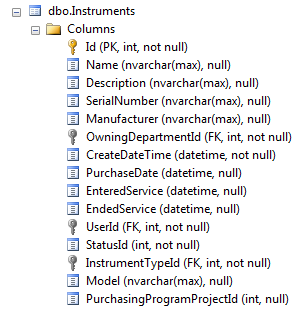 dbo.Instruments
Columns
Id (PK, int, not null)
Name (nvarchar(max), null)
Description (nvarchar(max), null)
SerialNumber (nvarchar(max), null)
Manufacturer (nvarchar(max), null)
OwningDepartmentId (FK, int, not null)
CreateDateTime (datetime, not null)
PurchaseDate (datetime, null)
EnteredService (datetime, null)
EndedService (datetime, null)
UserId (FK, int, not null)
StatusId (int, not null)
InstrumentTypeId (FK, int, not null)
Model (nvarchar(max), null)
PurchasingProgramProjectId (int, null)